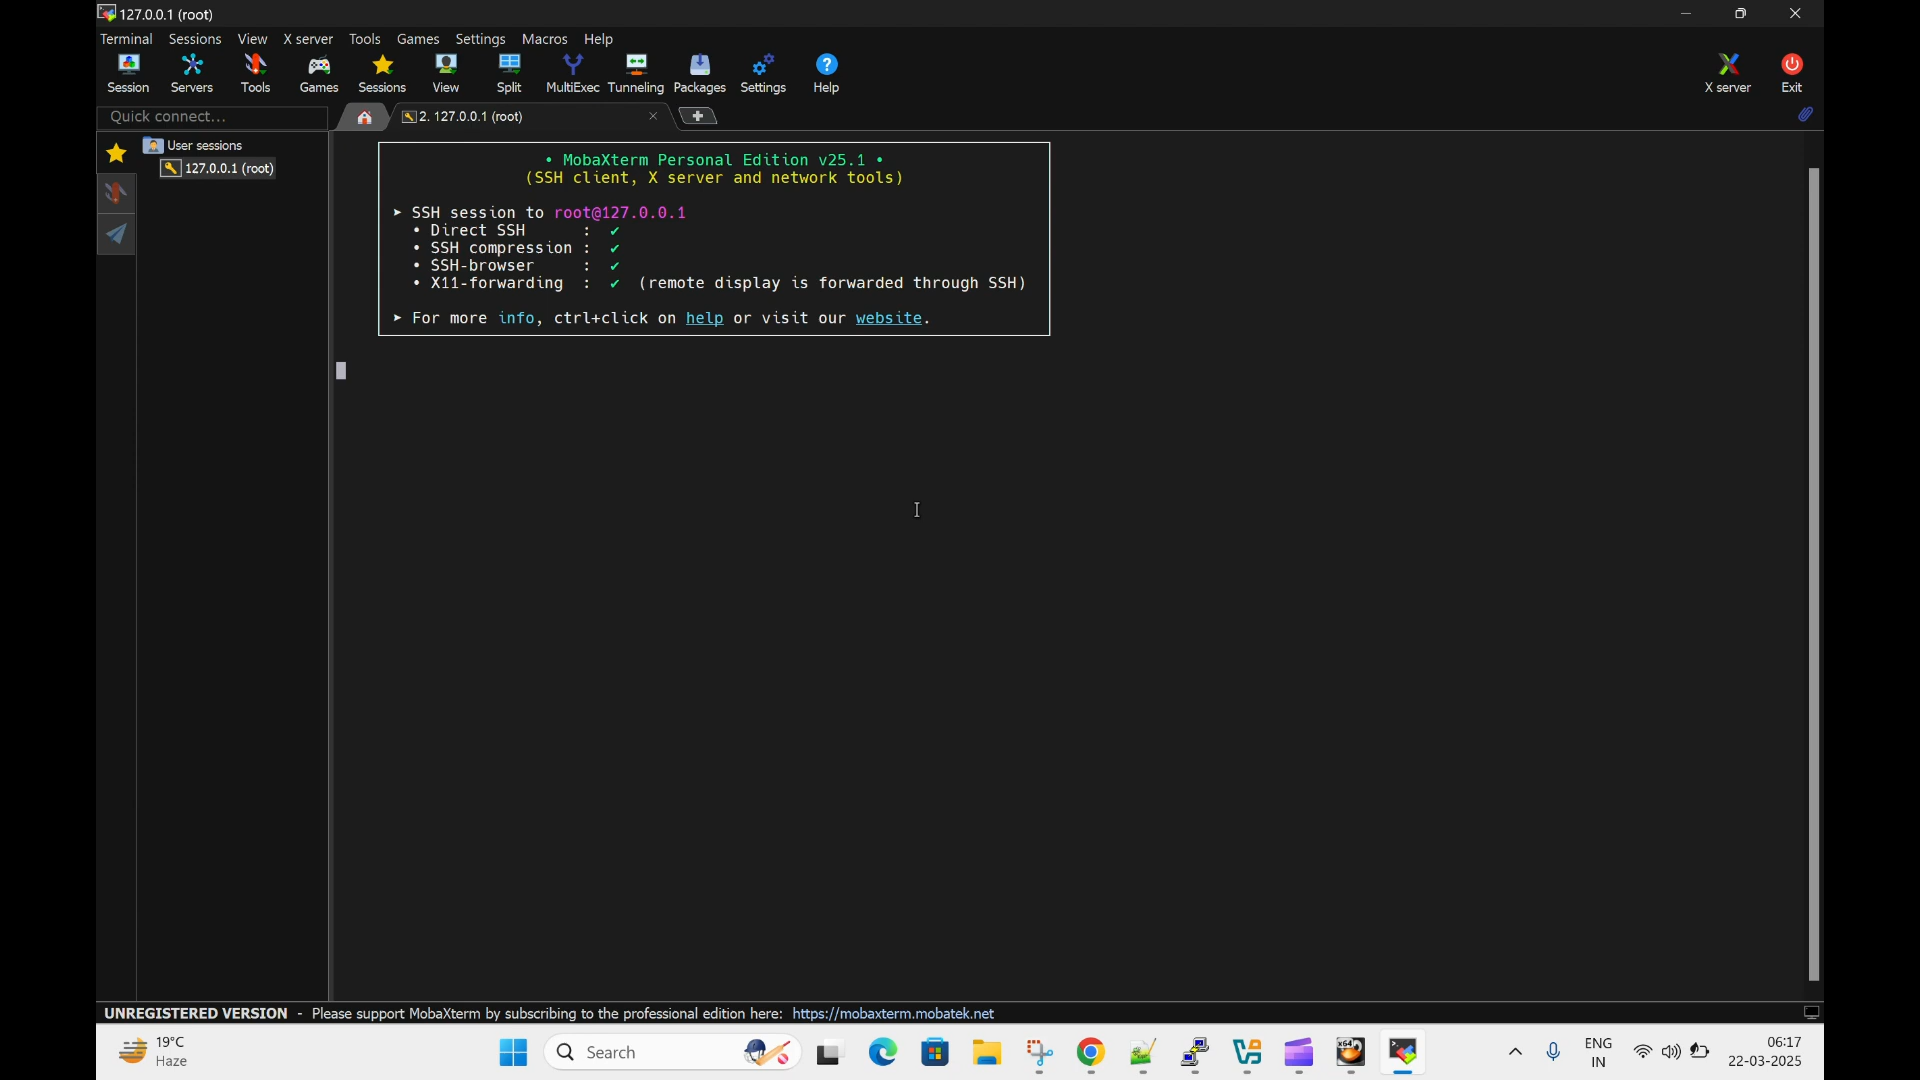 127.0.0.1 (root)
Terminal Sessions View X server Tools Games Settings Macros Help
Session Servers Tools Games Sessions View Split MultiExec Tunneling Packages Settings Help X server Exit
Quick connect...
2. 127.0.0.1 (root)
User sessions
127.0.0.1 (root)
• MobaXterm Personal Edition v25.1 •
(SSH client, X server and network tools)
➤ SSH session to root@127.0.0.1
• Direct SSH : ✔
• SSH compression : ✔
• SSH-browser : ✔
• X11-forwarding : ✔ (remote display is forwarded through SSH)
➤ For more info, ctrl+click on help or visit our website.
UNREGISTERED VERSION - Please support MobaXterm by subscribing to the professional edition here: https://mobaxterm.mobatek.net
19°C
Haze
Search
x64
ENG
IN
06:17
22-03-2025